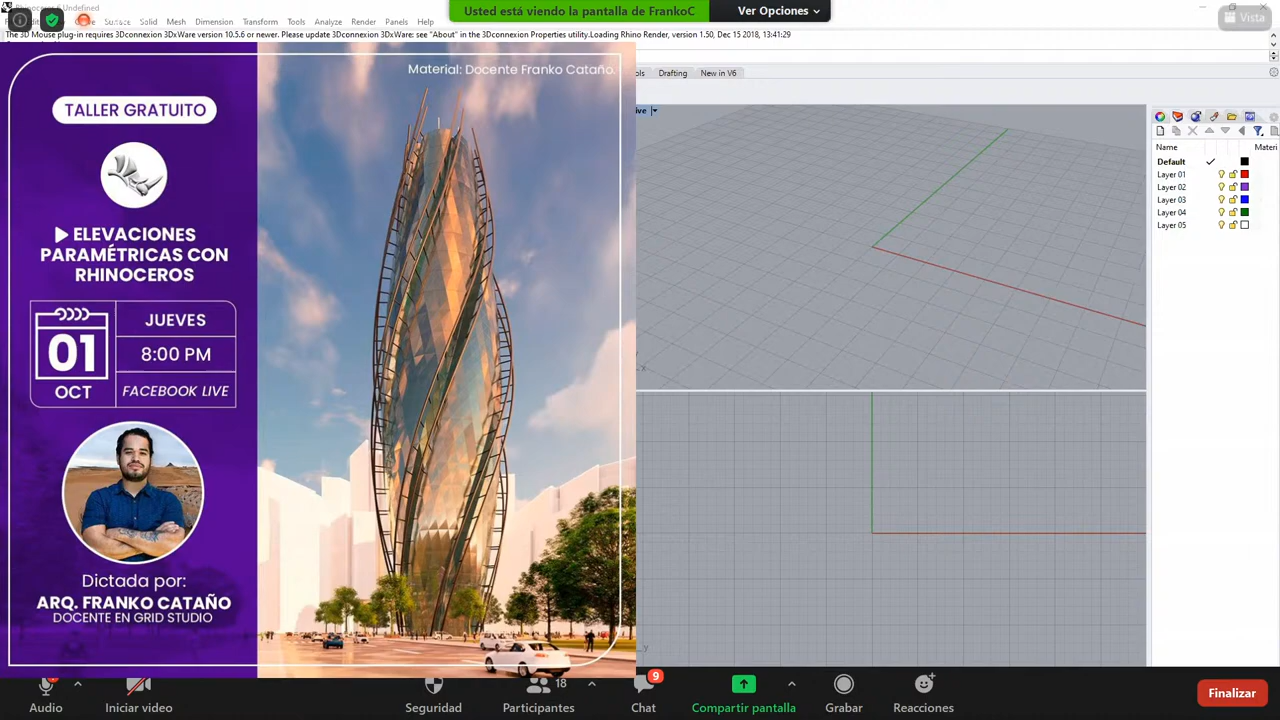 Undefined
Usted está viendo la pantalla de FrankoC
Ver Opciones
Vista
Surface
Solid
Mesh
Dimension
Transform
Tools
Analyze
Render
Panels
Help
The 3D Mouse plug-in requires 3Dconnexion 3DxWare version 10.5.6 or newer. Please update 3Dconnexion 3DxWare: see "About" in the 3Dconnexion Properties utility.Loading Rhino Render, version 1.50, Dec 15 2018, 13:41:29
Drafting
New in V6
Material: Docente Franko Cataño.
TALLER GRATUITO
ELEVACIONES
PARAMÉTRICAS CON
RHINOCEROS
01
OCT
JUEVES
8:00 PM
FACEBOOK LIVE
Dictada por:
ARQ. FRANKO CATAÑO
DOCENTE EN GRID STUDIO
Name
Materi
Default
Layer 01
Layer 02
Layer 03
Layer 04
Layer 05
x
y
Audio
Iniciar video
Seguridad
18
Participantes
9
Chat
Compartir pantalla
Grabar
Reacciones
Finalizar